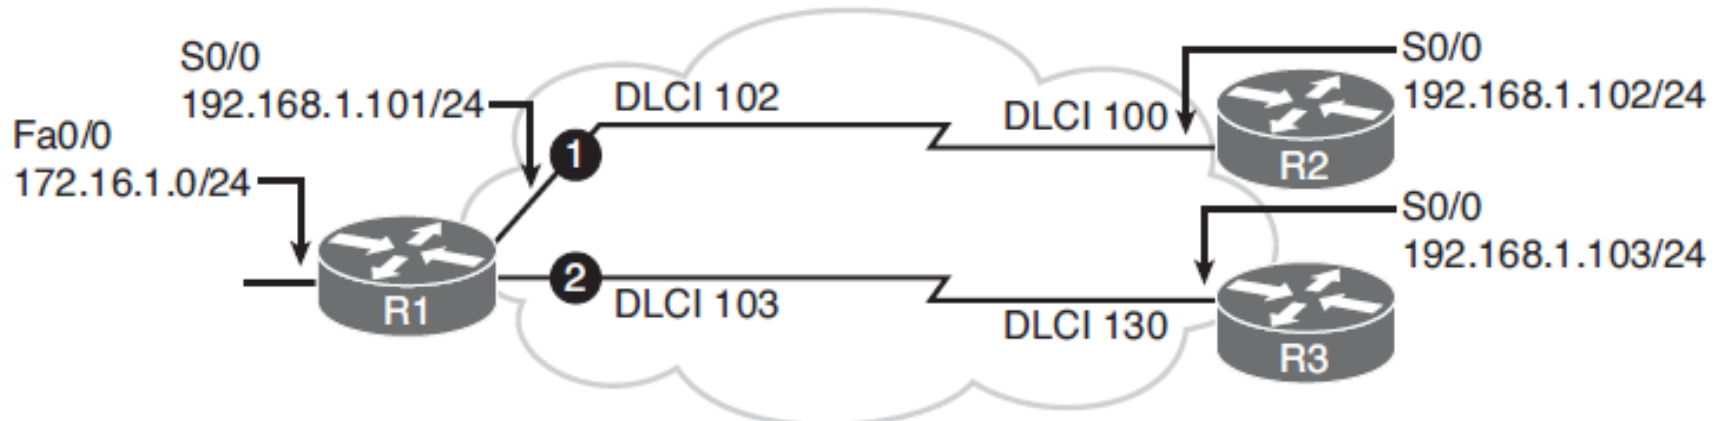 S0/0
192.168.1.101/24
Fa0/0
172.16.1.0/24
R1
1
DLCI 102
DLCI 100
S0/0
192.168.1.102/24
R2
2
DLCI 103
DLCI 130
S0/0
192.168.1.103/24
R3